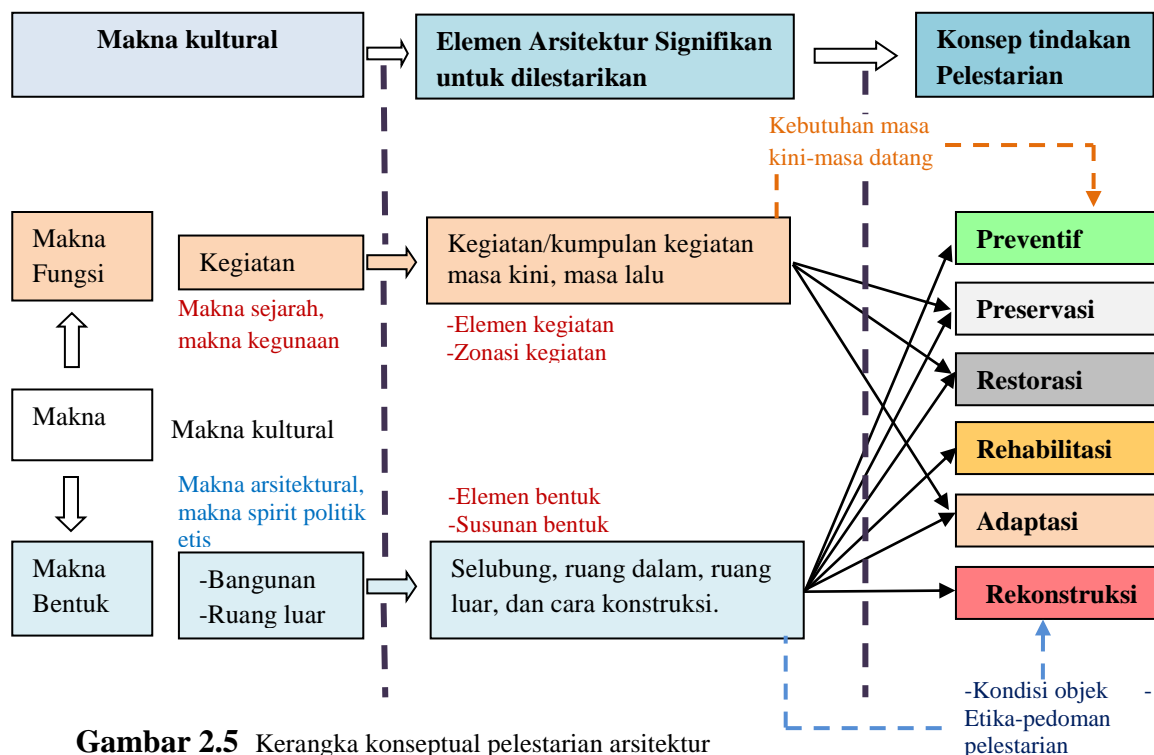 Makna kultural
Elemen Arsitektur Signifikan
untuk dilestarikan
Konsep tindakan
Pelestarian
Kebutuhan masa
kini-masa datang
Makna
Fungsi
Kegiatan
Makna sejarah,
makna kegunaan
Kegiatan/kumpulan kegiatan
masa kini, masa lalu
-Elemen kegiatan
-Zonasi kegiatan
Makna
Makna kultural
Makna arsitektural,
makna spirit politik
etis
-Elemen bentuk
-Susunan bentuk
Makna
Bentuk
-Bangunan
-Ruang luar
Selubung, ruang dalam, ruang
luar, dan cara konstruksi.
Preventif
Preservasi
Restorasi
Rehabilitasi
Adaptasi
Rekonstruksi
-Kondisi objek -
Etika-pedoman
pelestarian
Gambar 2.5 Kerangka konseptual pelestarian arsitektur